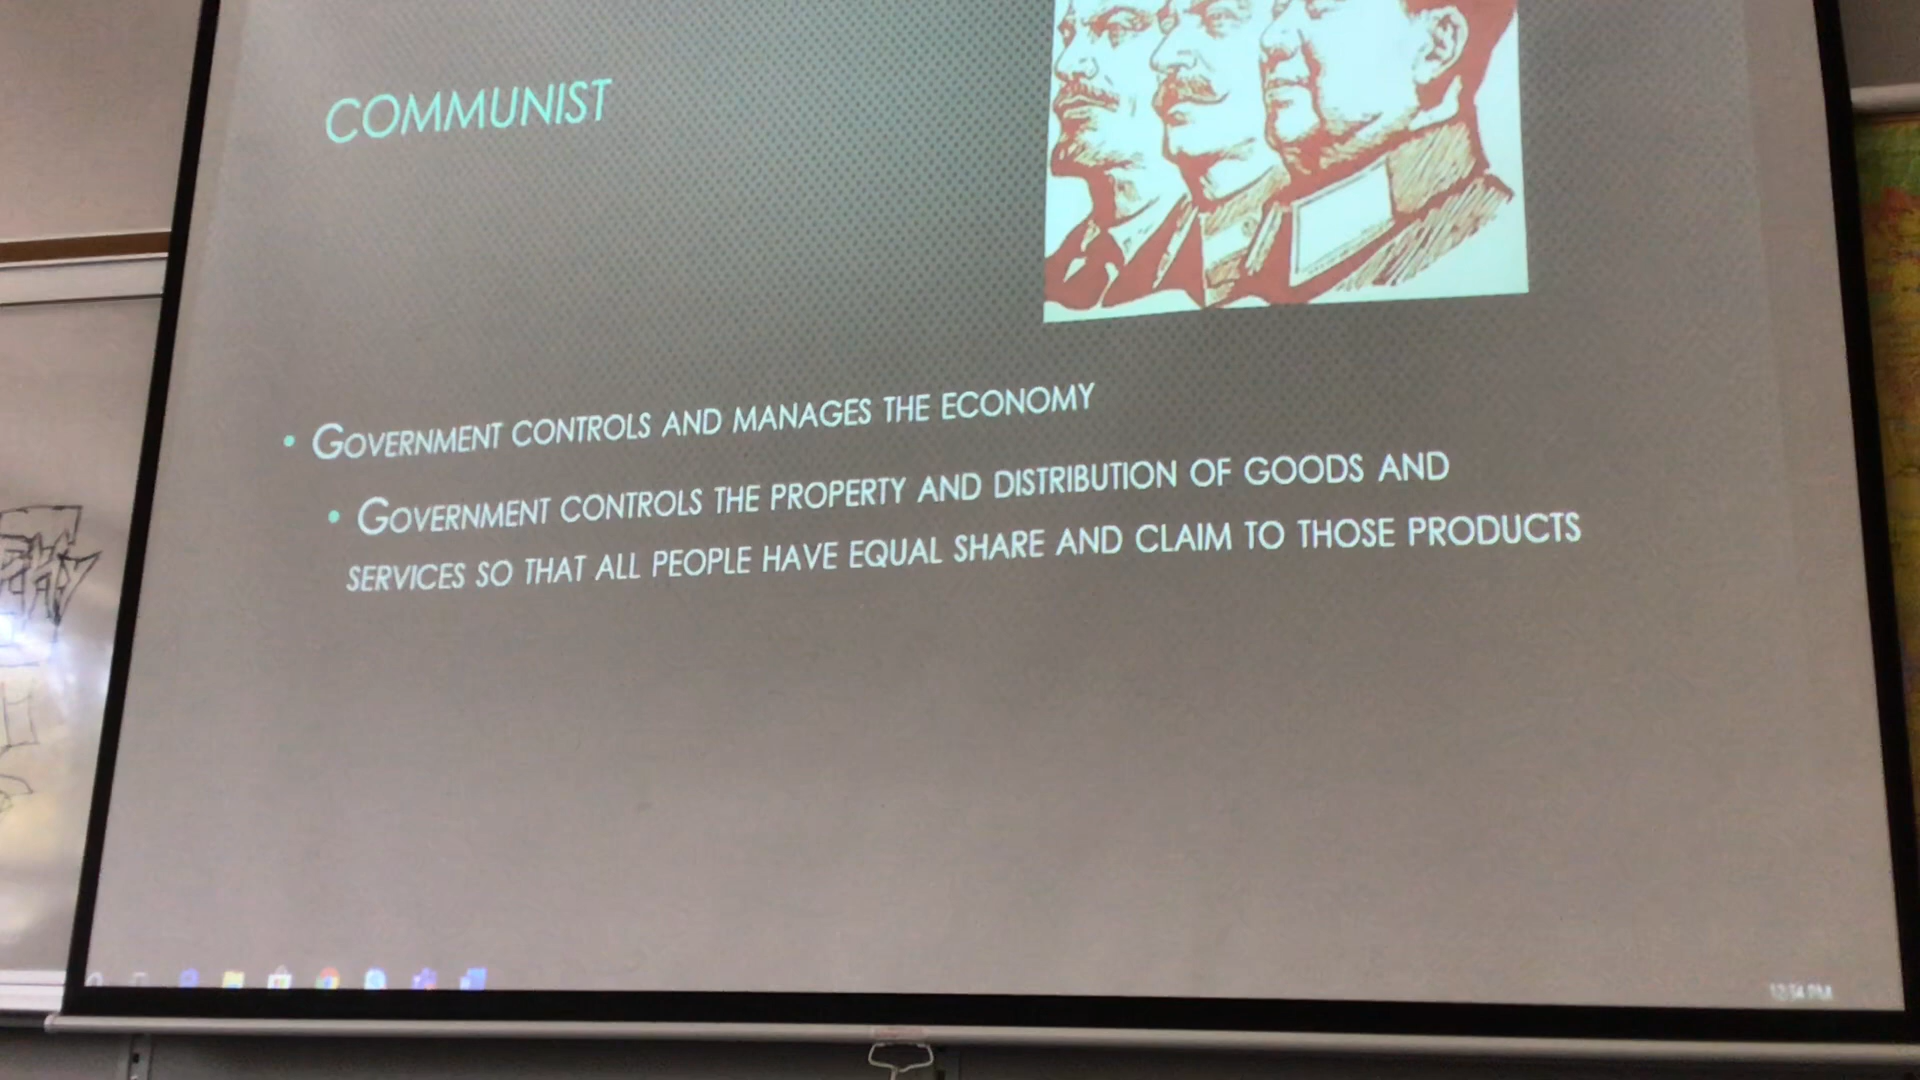 COMMUNIST
• GOVERNMENT CONTROLS AND MANAGES THE ECONOMY
• GOVERNMENT CONTROLS THE PROPERTY AND DISTRIBUTION OF GOODS AND
SERVICES SO THAT ALL PEOPLE HAVE EQUAL SHARE AND CLAIM TO THOSE PRODUCTS